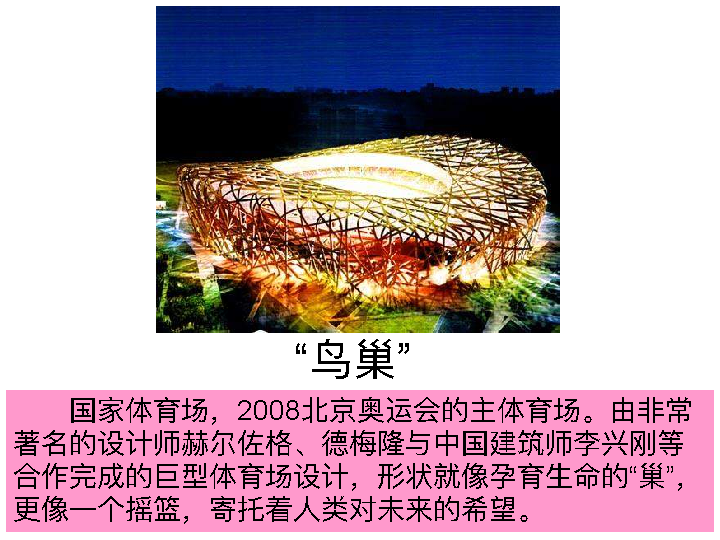 “鸟巢”
国家体育场，2008北京奥运会的主体育场。由非常
著名的设计师赫尔佐格、德梅隆与中国建筑师李兴刚等
合作完成的巨型体育场设计，形状就像孕育生命的“巢”，
更像一个摇篮，寄托着人类对未来的希望。